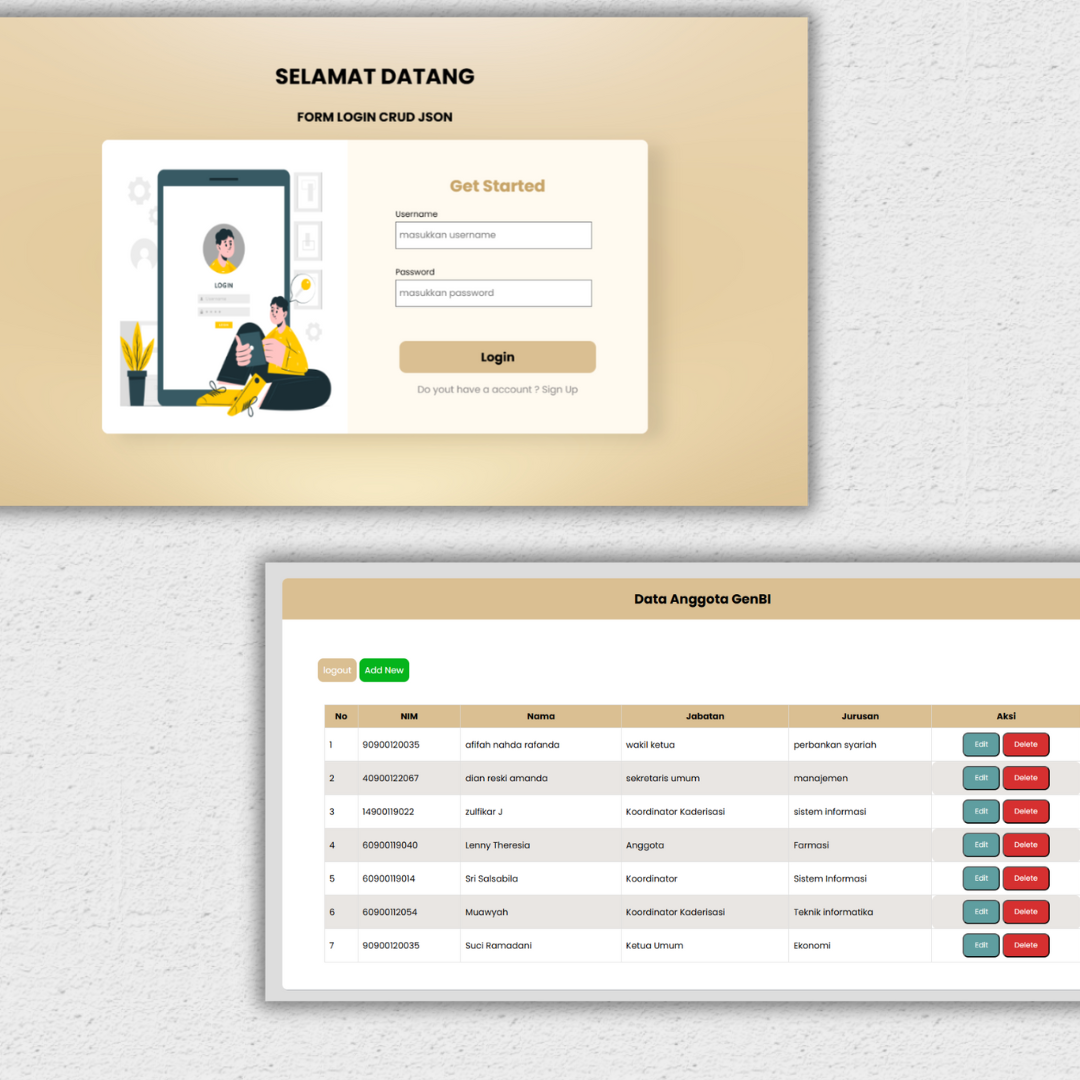 SELAMAT DATANG
FORM LOGIN CRUD JSON
LOGIN
Get Started
Username
masukkan username
Password
masukkan password
Login
Do yout have a account ? Sign Up
Data Anggota GenBI
logout Add New
No NIM Nama Jabatan Jurusan Aksi
1 90900120035 afifah nahda rafanda wakil ketua perbankan syariah Edit Delete
2 40900122067 dian reski amanda sekretaris umum manajemen Edit Delete
3 14900119022 zulfikar J Koordinator Kaderisasi sistem informasi Edit Delete
4 60900119040 Lenny Theresia Anggota Farmasi Edit Delete
5 60900119014 Sri Salsabila Koordinator Sistem Informasi Edit Delete
6 60900112054 Muawyah Koordinator Kaderisasi Teknik informatika Edit Delete
7 90900120035 Suci Ramadani Ketua Umum Ekonomi Edit Delete